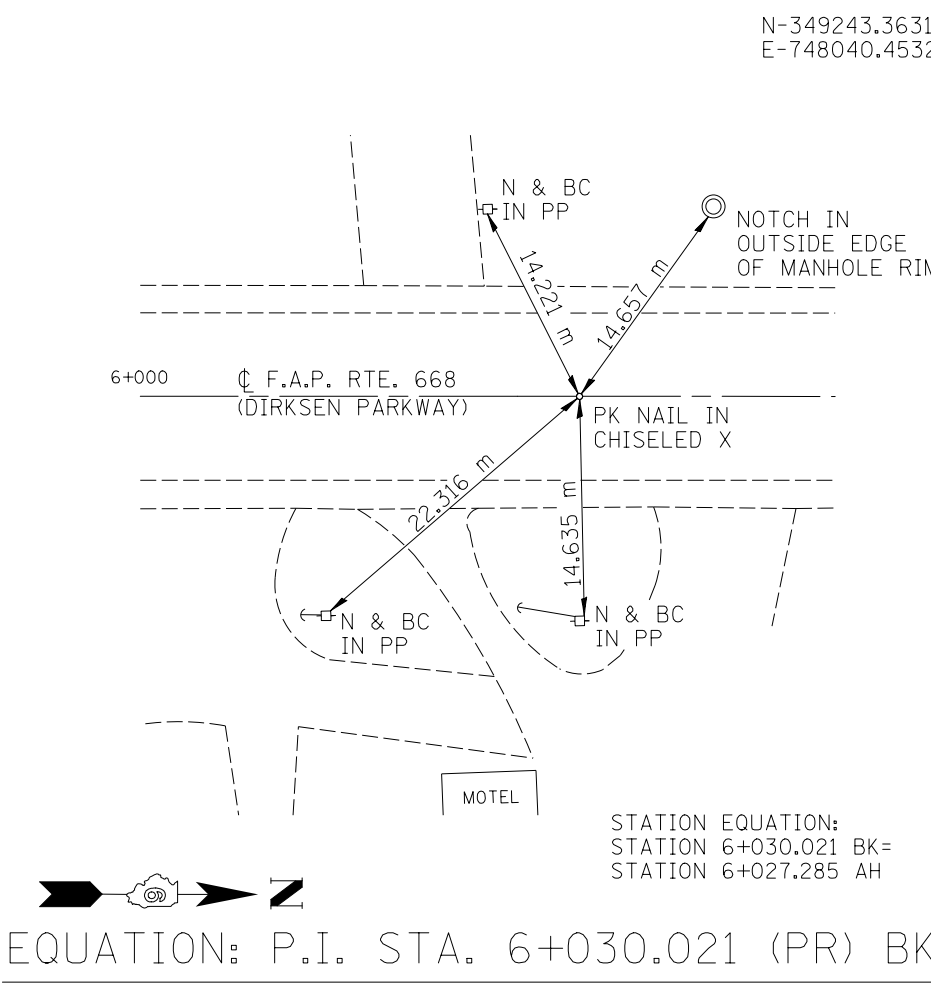 N-349243.3631
E-748040.4532
N & BC
IN PP
NOTCH IN
OUTSIDE EDGE
OF MANHOLE RIM
14.221 m
14.657 m
6+000
℄ F.A.P. RTE. 668
(DIRKSEN PARKWAY)
PK NAIL IN
CHISELED X
22.316 m
14.635 m
N & BC
IN PP
N & BC
IN PP
MOTEL
STATION EQUATION:
STATION 6+030.021 BK=
STATION 6+027.285 AH
N
EQUATION: P.I. STA. 6+030.021 (PR) BK